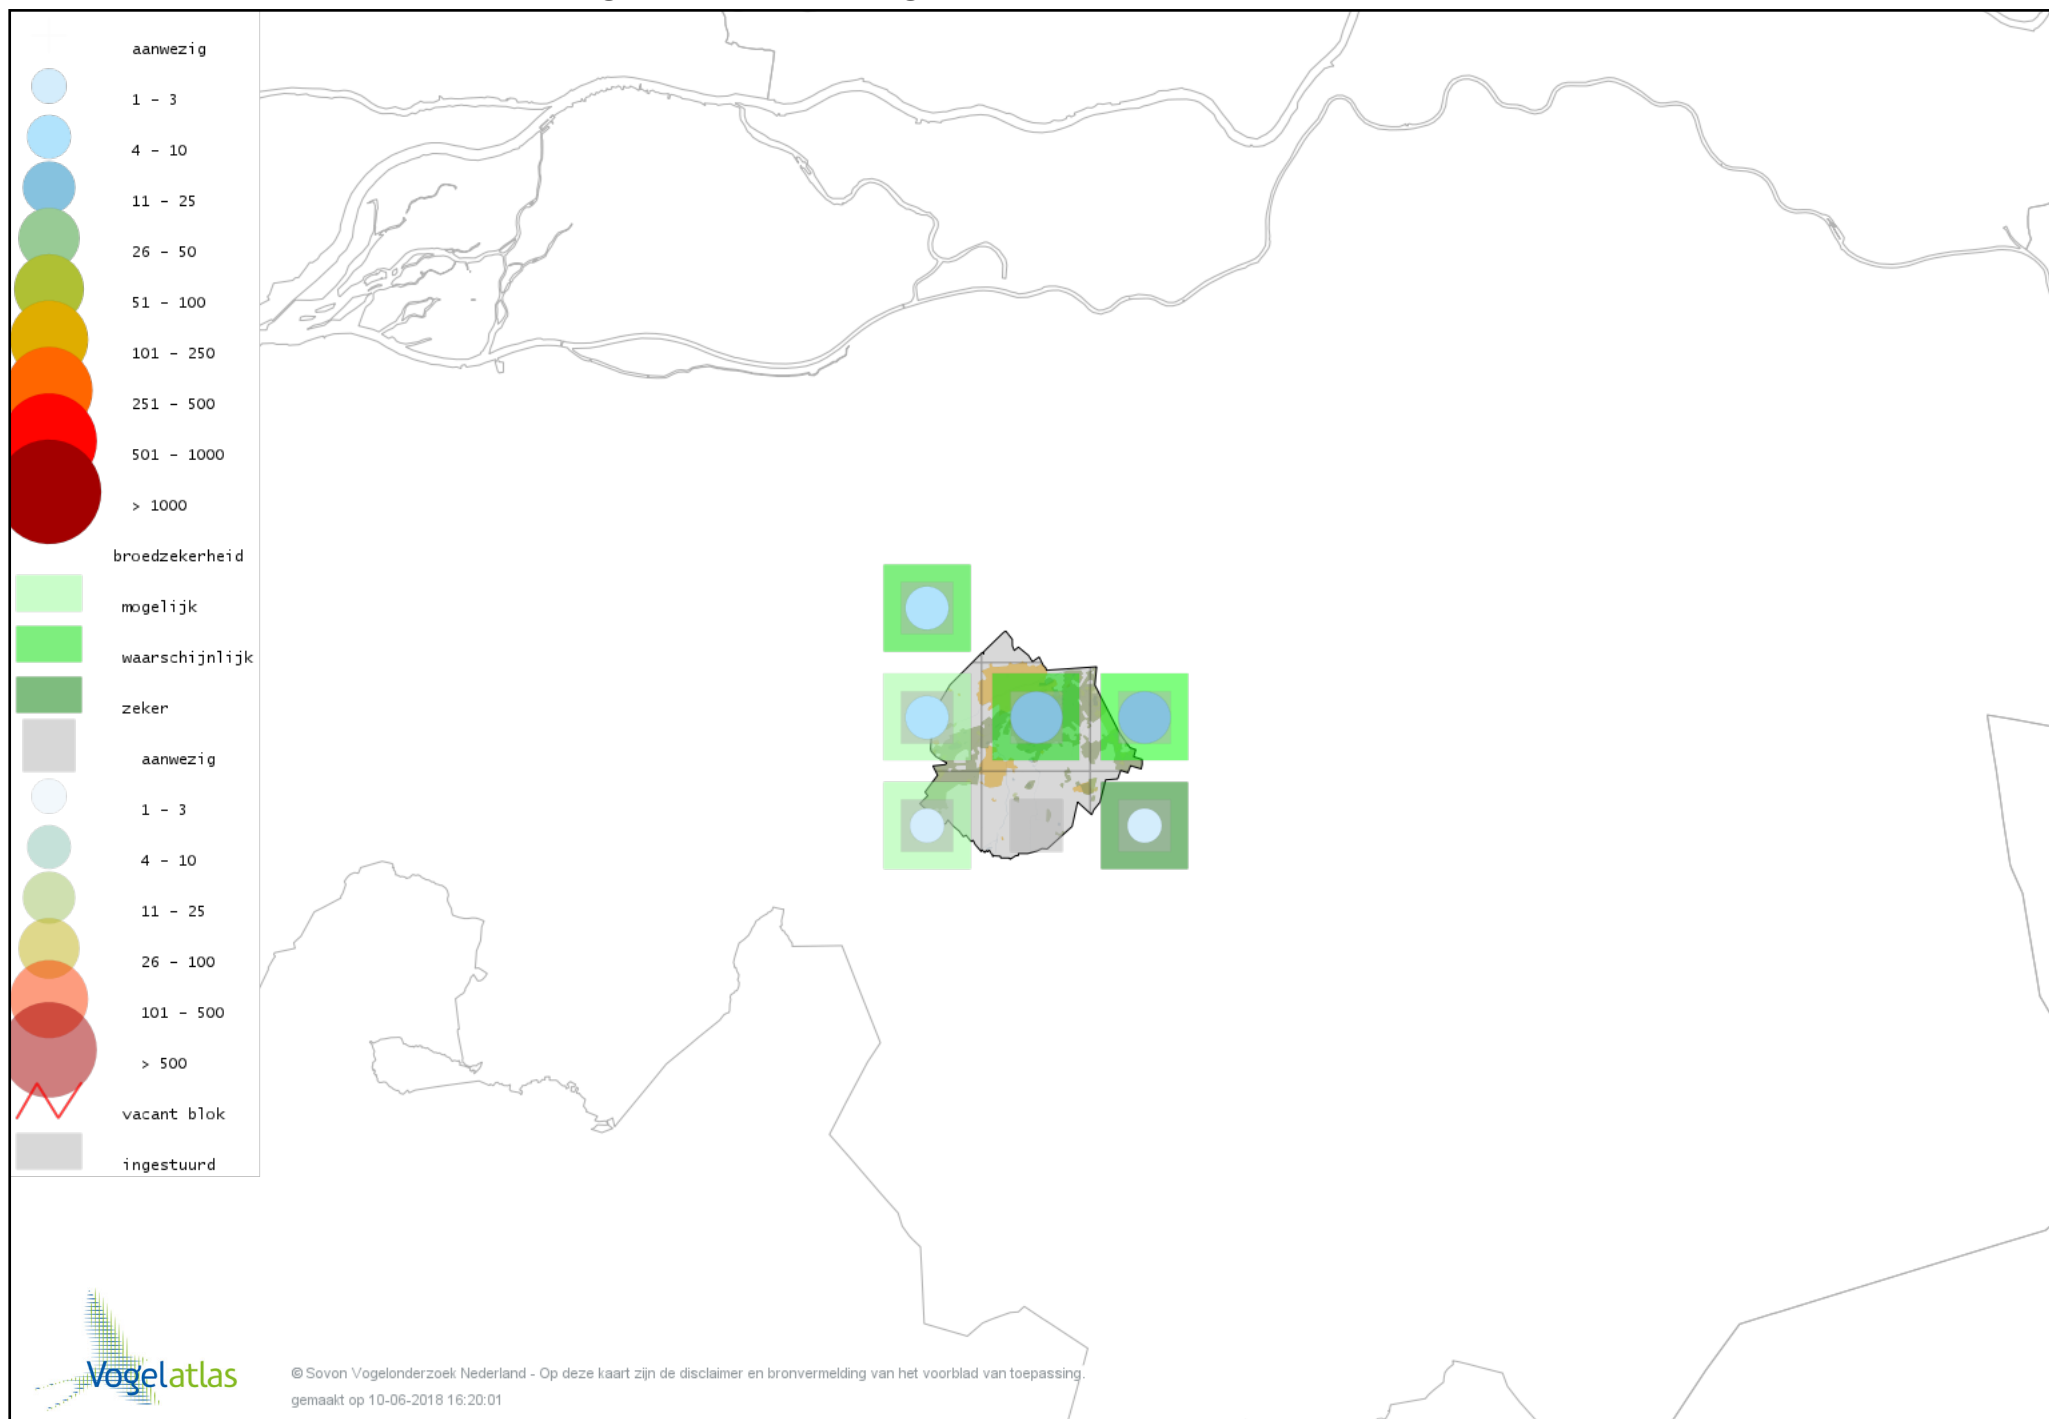 aanwezig
1 - 3
4 - 10
11 - 25
26 - 50
51 - 100
101 - 250
251 - 500
501 - 1000
> 1000
broedzekerheid
mogelijk
waarschijnlijk
zeker
aanwezig
1 - 3
4 - 10
11 - 25
26 - 100
101 - 500
> 500
vacant blok
ingestuurd
Vogelatlas
© Sovon Vogelonderzoek Nederland - Op deze kaart zijn de disclaimer en bronvermelding van het voorblad van toepassing.
gemaakt op 10-06-2018 16:20:01